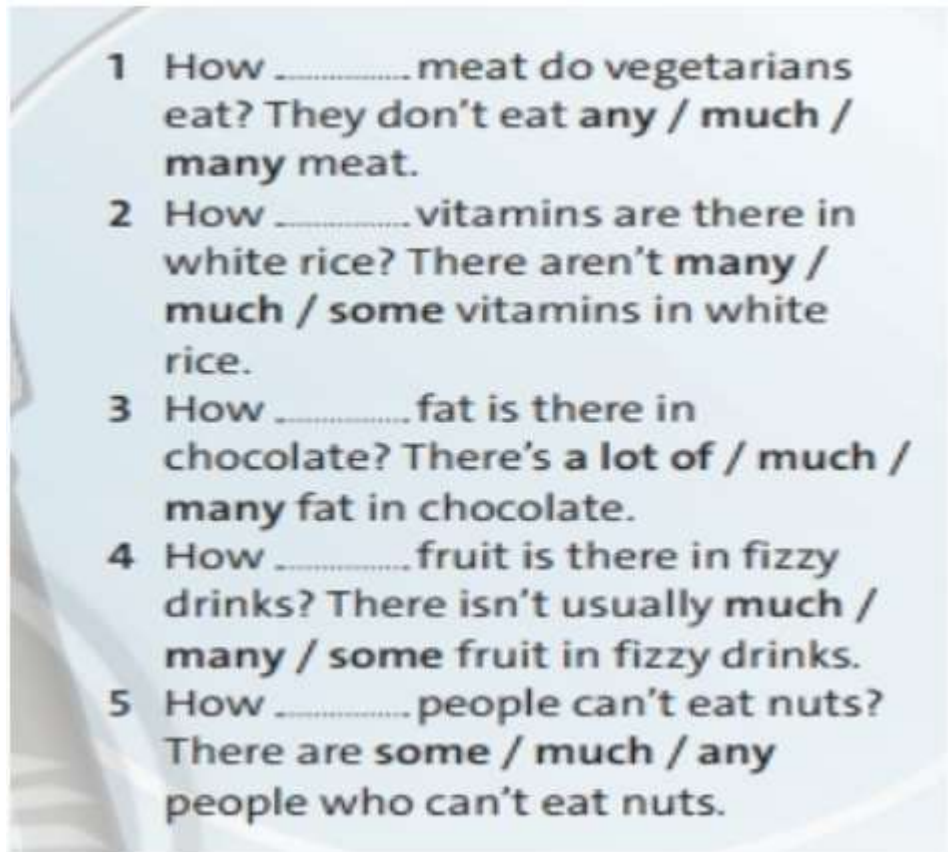 1 How ............ meat do vegetarians
eat? They don't eat any / much /
many meat.
2 How ............ vitamins are there in
white rice? There aren't many /
much / some vitamins in white
rice.
3 How ............ fat is there in
chocolate? There's a lot of / much /
many fat in chocolate.
4 How ............ fruit is there in fizzy
drinks? There isn't usually much /
many / some fruit in fizzy drinks.
5 How ............ people can't eat nuts?
There are some / much / any
people who can't eat nuts.